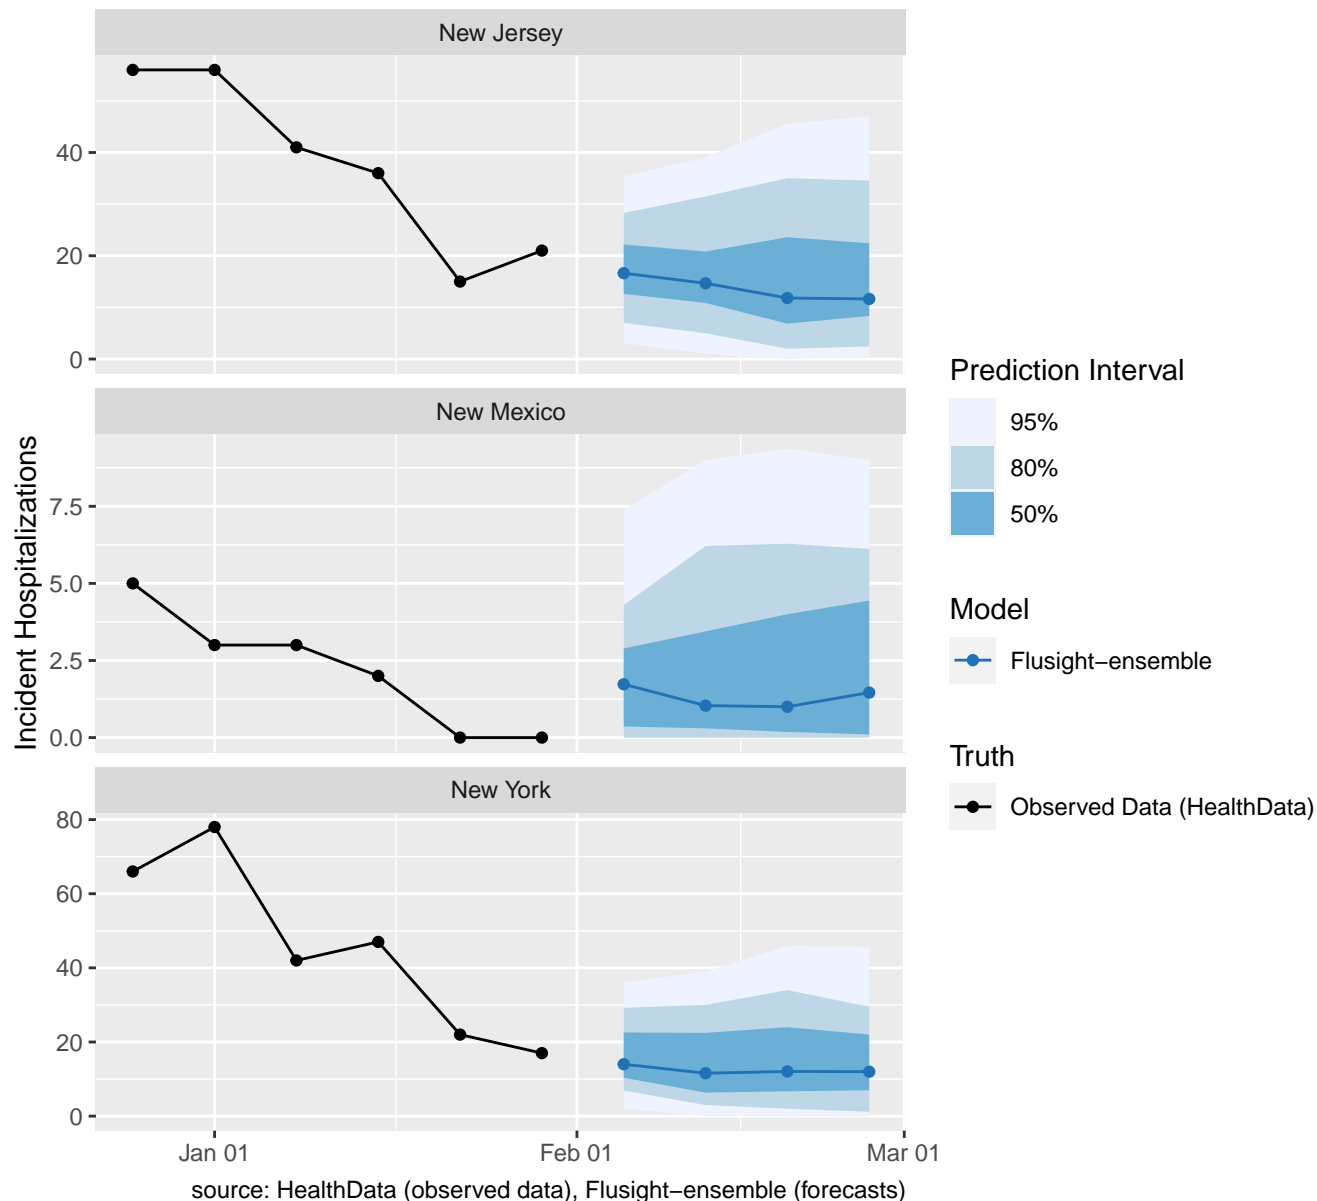 New Jersey
40
20
0
New Mexico
7.5
5.0
2.5
0.0
New York
80
60
40
20
0
Jan 01
Feb 01
Mar 01
Incident Hospitalizations
source: HealthData (observed data), Flusight−ensemble (forecasts)
Prediction Interval
95%
80%
50%
Model
Flusight−ensemble
Truth
Observed Data (HealthData)